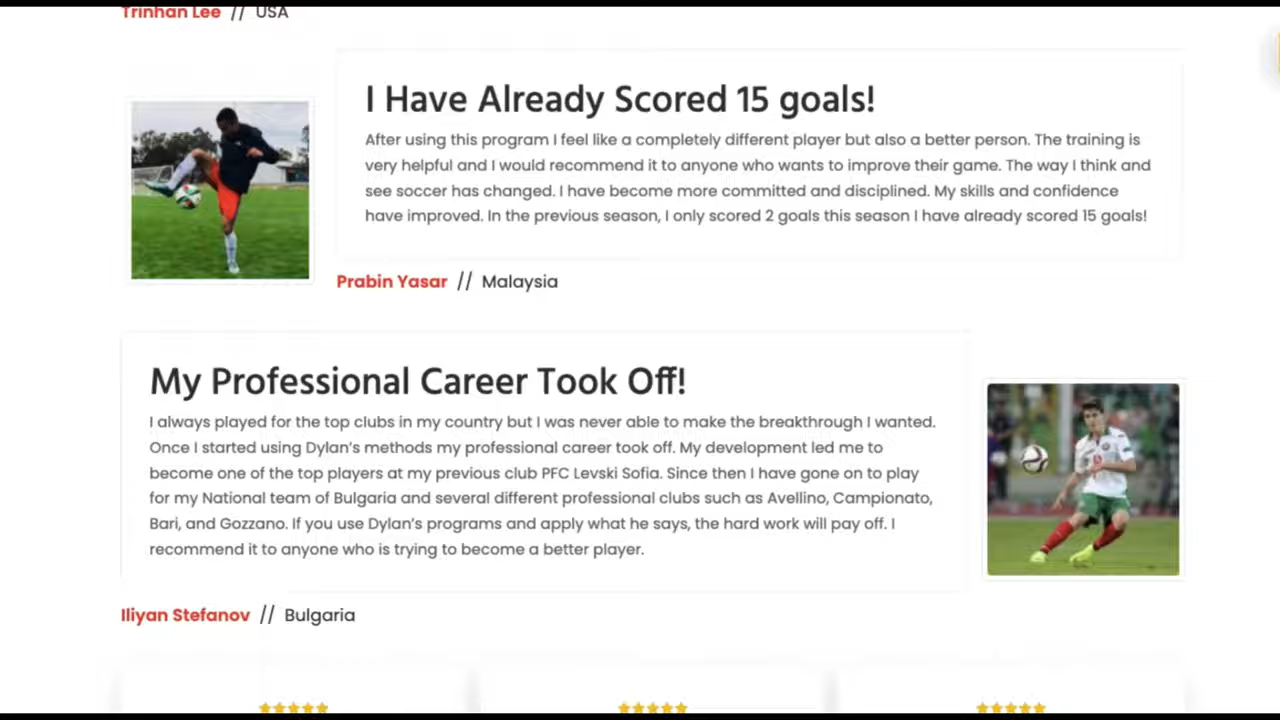 Trinhan Lee // USA
I Have Already Scored 15 goals!
After using this program I feel like a completely different player but also a better person. The training is
very helpful and I would recommend it to anyone who wants to improve their game. The way I think and
see soccer has changed. I have become more committed and disciplined. My skills and confidence
have improved. In the previous season, I only scored 2 goals this season I have already scored 15 goals!
Prabin Yasar // Malaysia
My Professional Career Took Off!
I always played for the top clubs in my country but I was never able to make the breakthrough I wanted.
Once I started using Dylan's methods my professional career took off. My development led me to
become one of the top players at my previous club PFC Levski Sofia. Since then I have gone on to play
for my National team of Bulgaria and several different professional clubs such as Avellino, Campionato,
Bari, and Gozzano. If you use Dylan's programs and apply what he says, the hard work will pay off. I
recommend it to anyone who is trying to become a better player.
Iliyan Stefanov // Bulgaria